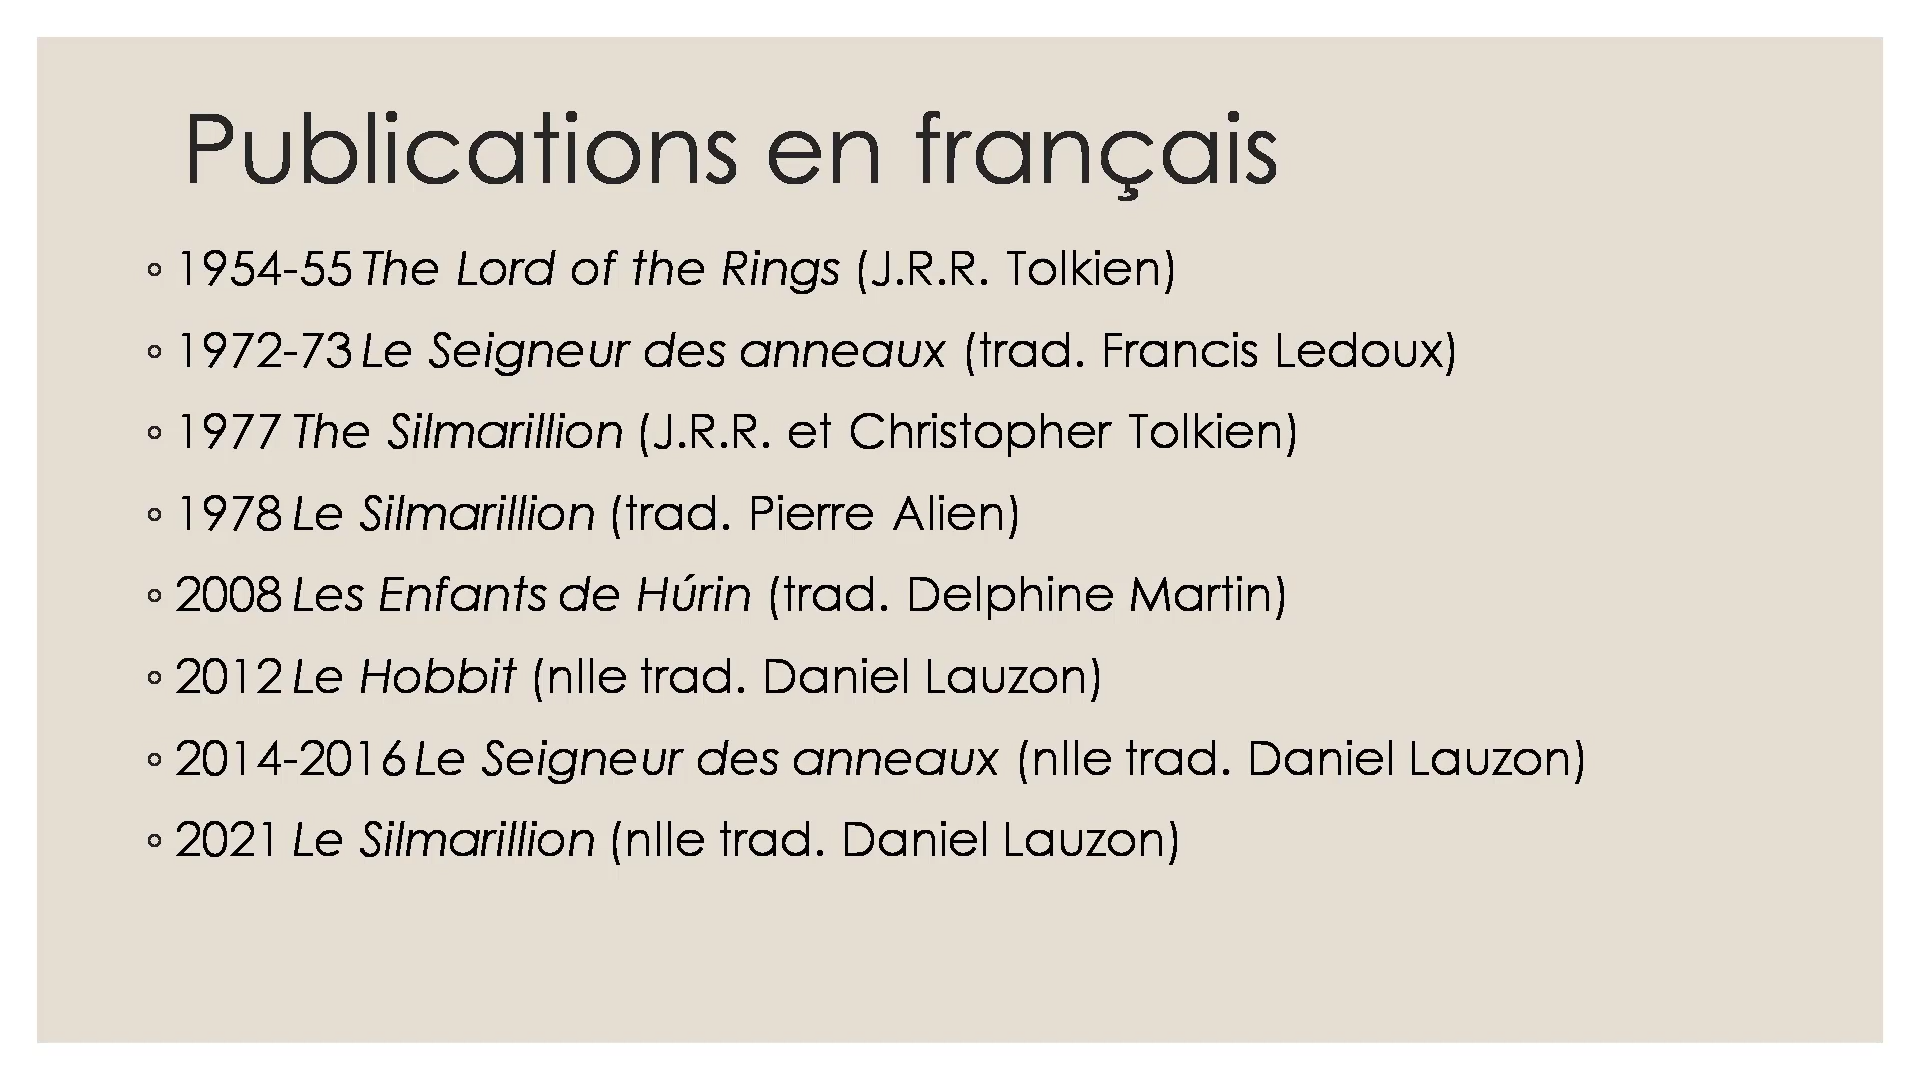 Publications en français
◦ 1954-55 The Lord of the Rings (J.R.R. Tolkien)
◦ 1972-73 Le Seigneur des anneaux (trad. Francis Ledoux)
◦ 1977 The Silmarillion (J.R.R. et Christopher Tolkien)
◦ 1978 Le Silmarillion (trad. Pierre Alien)
◦ 2008 Les Enfants de Húrin (trad. Delphine Martin)
◦ 2012 Le Hobbit (nlle trad. Daniel Lauzon)
◦ 2014-2016 Le Seigneur des anneaux (nlle trad. Daniel Lauzon)
◦ 2021 Le Silmarillion (nlle trad. Daniel Lauzon)